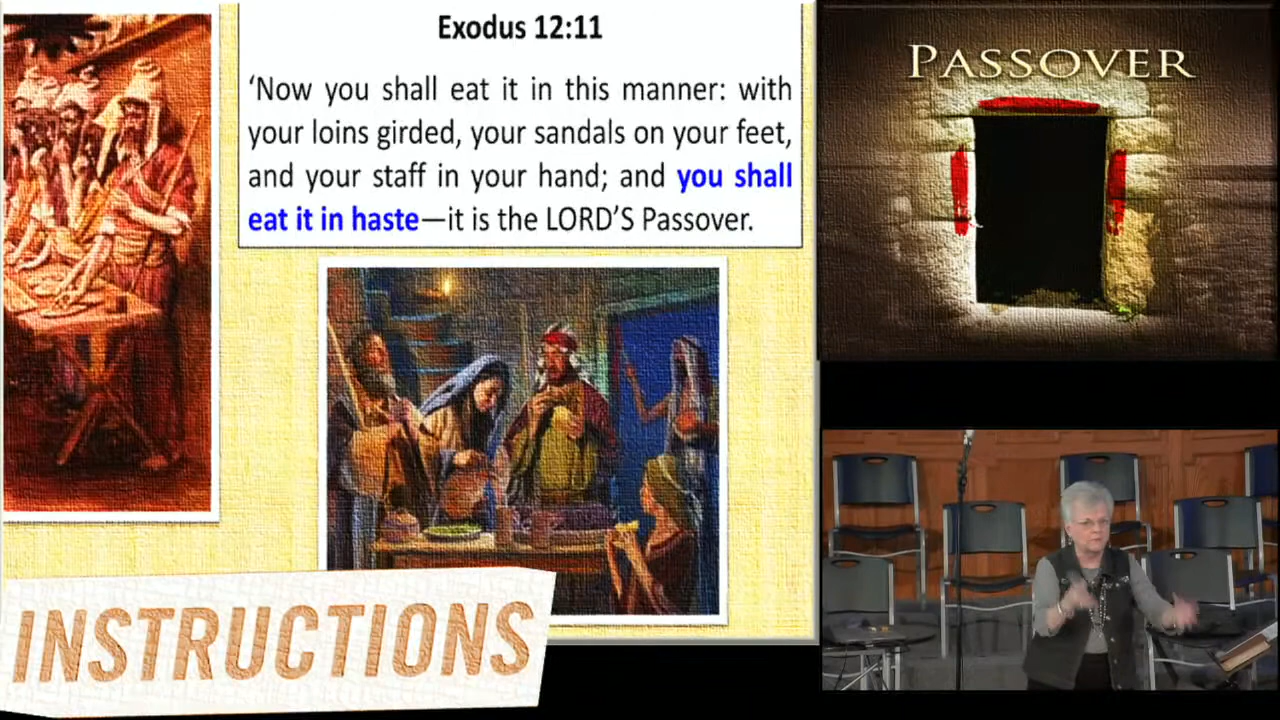 Exodus 12:11
‘Now you shall eat it in this manner: with
your loins girded, your sandals on your feet,
and your staff in your hand; and you shall
eat it in haste—it is the LORD’S Passover.
PASSOVER
INSTRUCTIONS